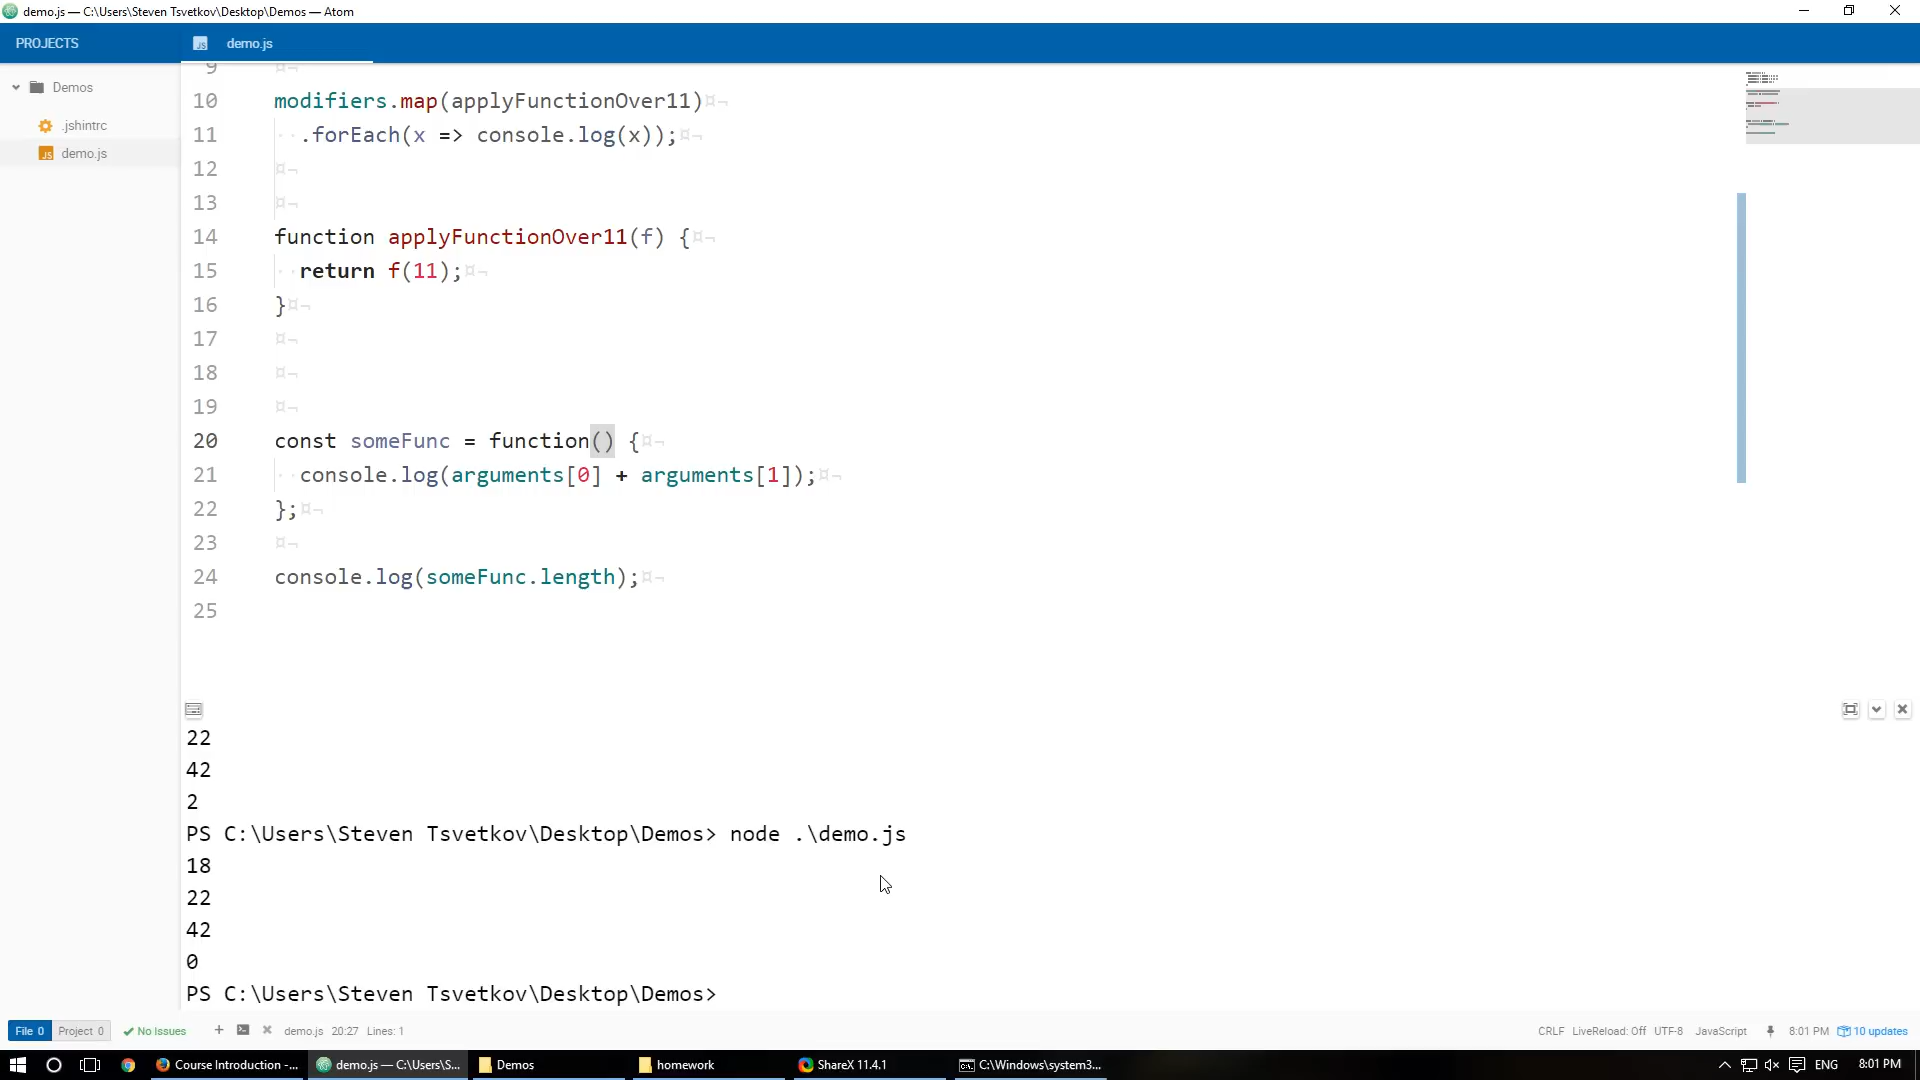 demo.js — C:\Users\Steven Tsvetkov\Desktop\Demos — Atom
PROJECTS
demo.js
Demos
.jshintrc
demo.js
9
10 modifiers.map(applyFunctionOver11)
11 .forEach(x => console.log(x));
12
13
14 function applyFunctionOver11(f) {
15 return f(11);
16 }
17
18
19
20 const someFunc = function() {
21 console.log(arguments[0] + arguments[1]);
22 };
23
24 console.log(someFunc.length);
25
22
42
2
PS C:\Users\Steven Tsvetkov\Desktop\Demos> node .\demo.js
18
22
42
0
PS C:\Users\Steven Tsvetkov\Desktop\Demos>
File 0 Project 0 No Issues demo.js 20:27 Lines: 1 CRLF LiveReload: Off UTF-8 JavaScript 8:01 PM 10 updates
Course Introduction -... demo.js — C:\Users\S... Demos homework ShareX 11.4.1 C:\Windows\system3... ENG 8:01 PM